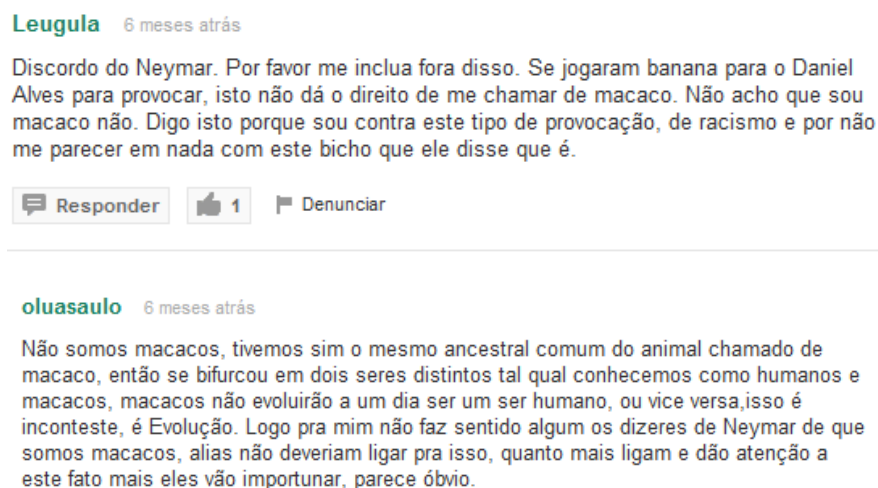 Leugula 6 meses atrás
Discordo do Neymar. Por favor me inclua fora disso. Se jogaram banana para o Daniel
Alves para provocar, isto não dá o direito de me chamar de macaco. Não acho que sou
macaco não. Digo isto porque sou contra este tipo de provocação, de racismo e por não
me parecer em nada com este bicho que ele disse que é.
Responder 1 Denunciar
oluasaulo 6 meses atrás
Não somos macacos, tivemos sim o mesmo ancestral comum do animal chamado de
macaco, então se bifurcou em dois seres distintos tal qual conhecemos como humanos e
macacos, macacos não evoluirão a um dia ser um ser humano, ou vice versa,isso é
inconteste, é Evolução. Logo pra mim não faz sentido algum os dizeres de Neymar de que
somos macacos, alias não deveriam ligar pra isso, quanto mais ligam e dão atenção a
este fato mais eles vão importunar, parece óbvio.